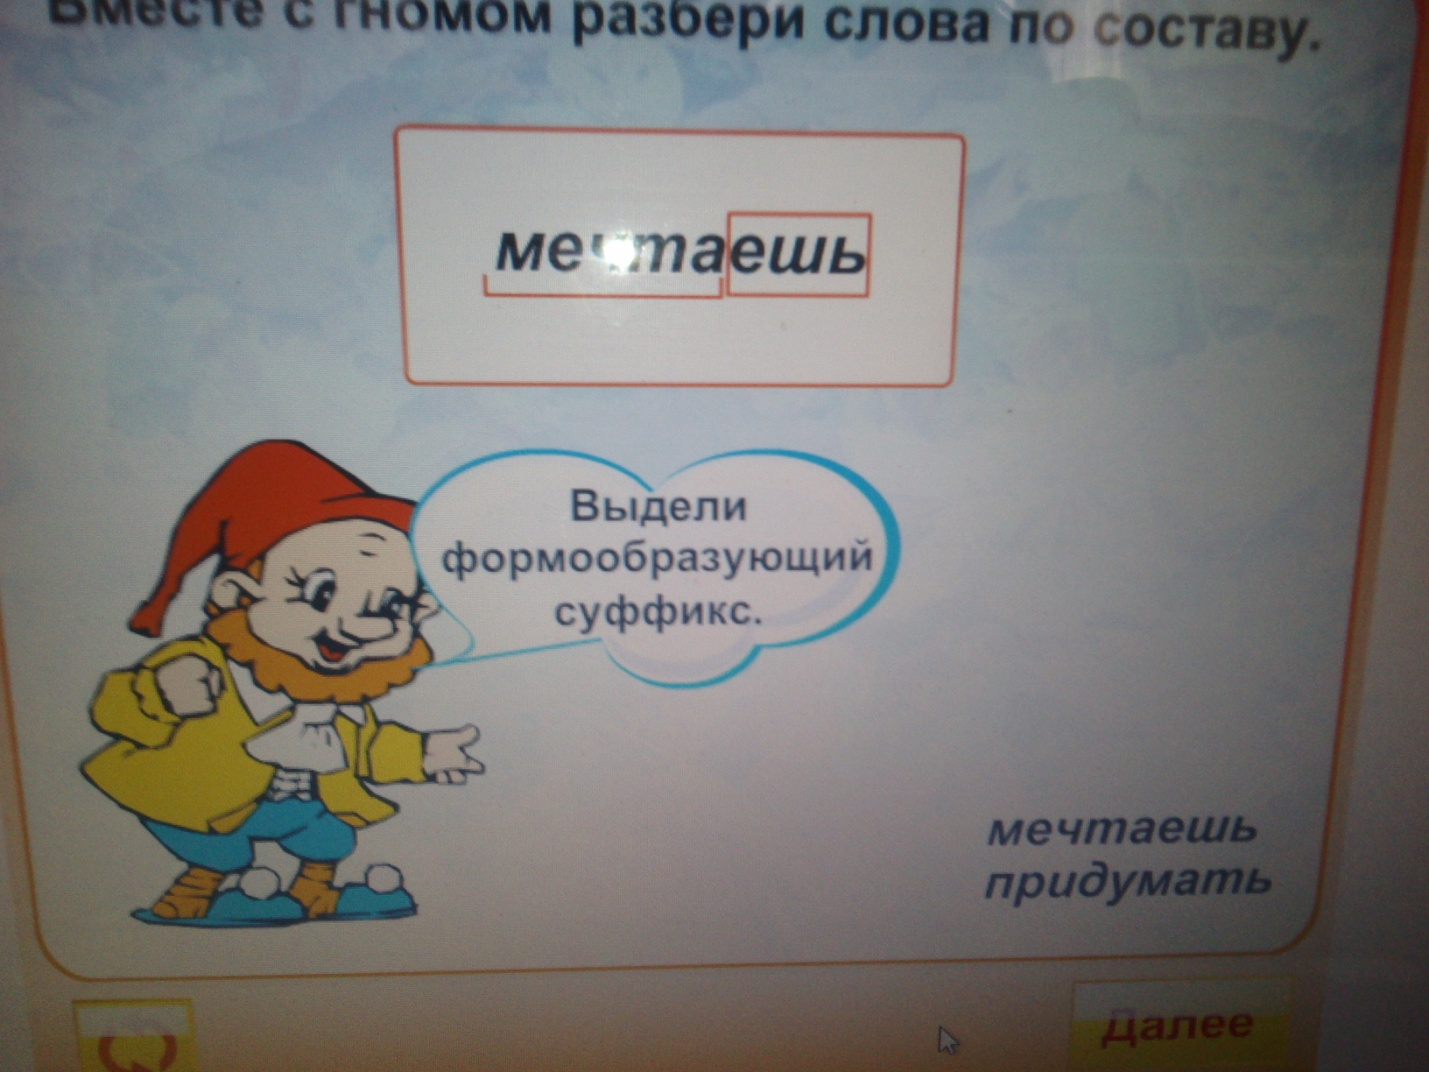 Вместе с гномом разбери слова по составу.
мечтаешь
Выдели
формообразующий
суффикс.
мечтаешь
придумать
Далее